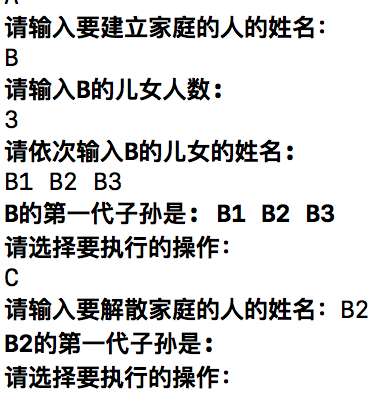 A
请输入要建立家庭的人的姓名：
B
请输入B的儿女人数：
3
请依次输入B的儿女的姓名：
B1 B2 B3
B的第一代子孙是: B1 B2 B3
请选择要执行的操作：
C
请输入要解散家庭的人的姓名：B2
B2的第一代子孙是:
请选择要执行的操作：